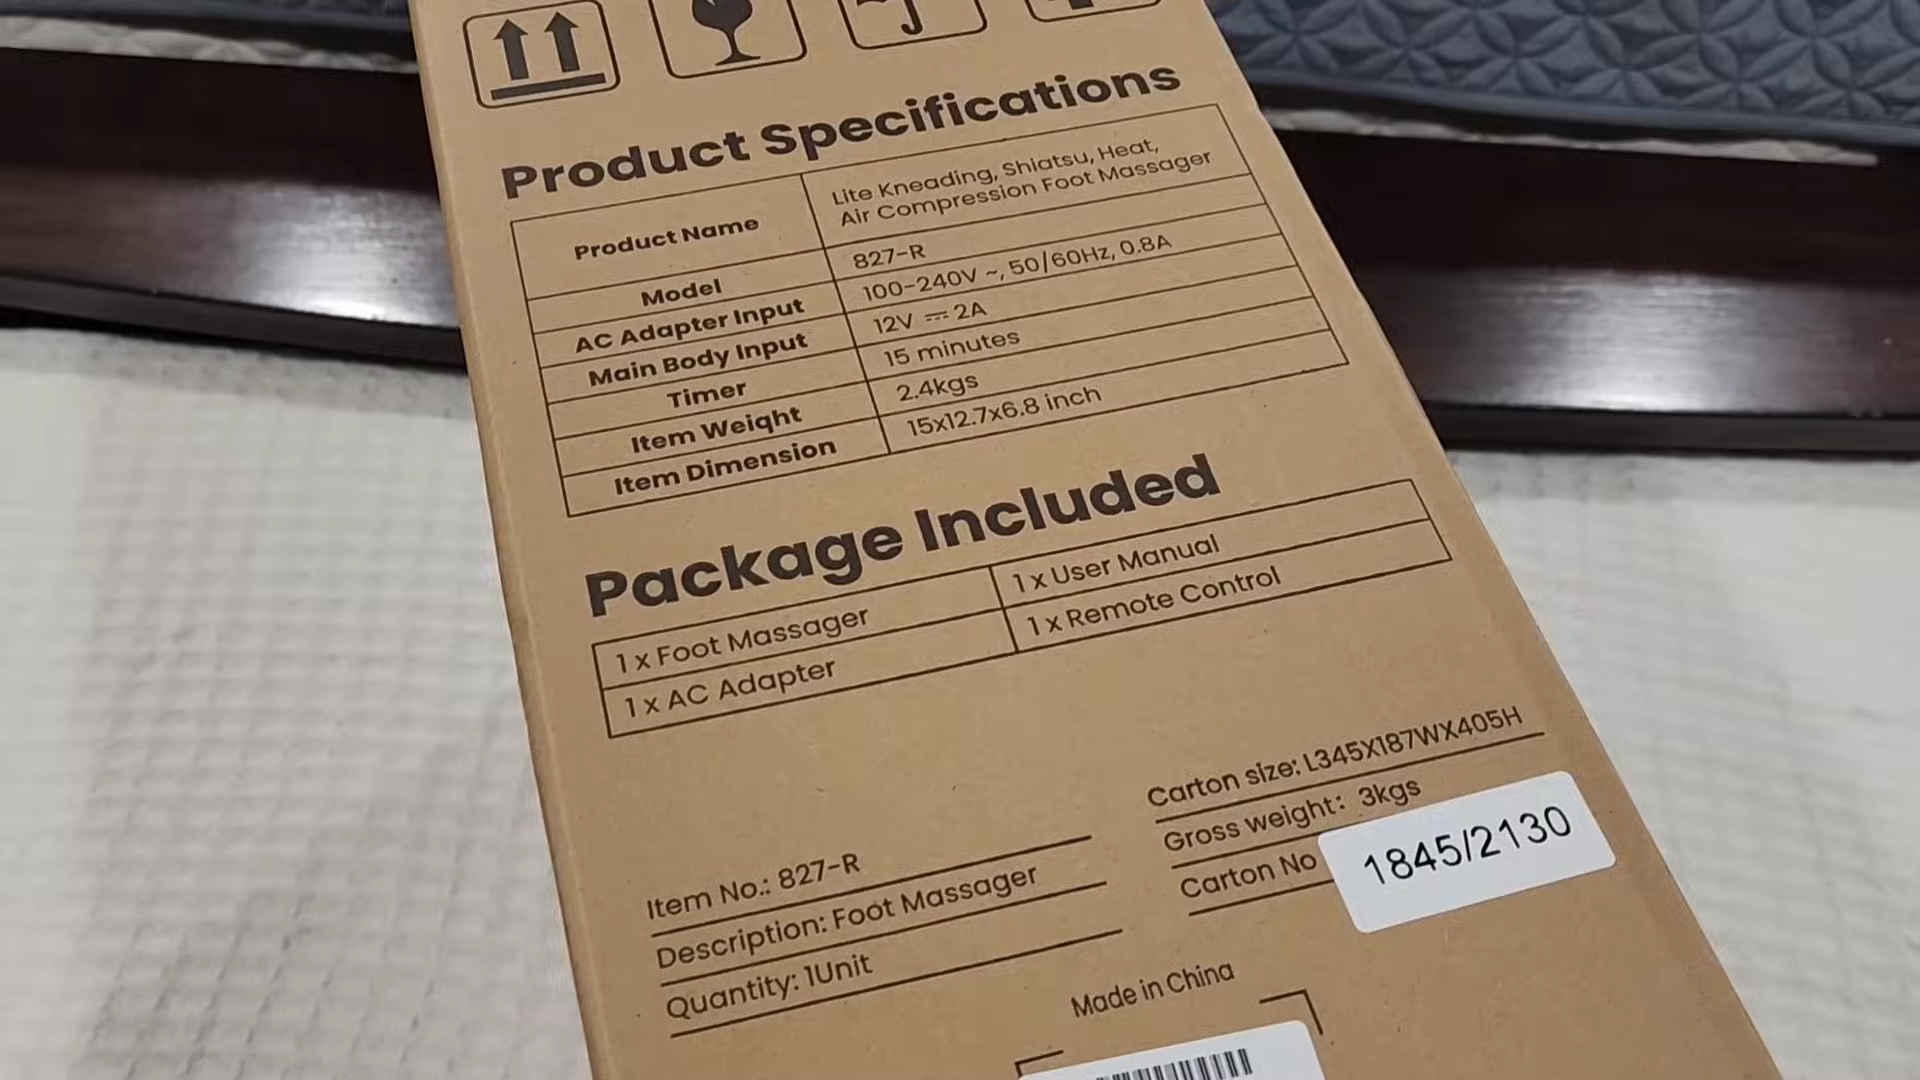 Product Specifications
Product Name
Lite Kneading, Shiatsu, Heat,
Air Compression Foot Massager
Model
827-R
AC Adapter Input
100-240V ~, 50/60Hz, 0.8A
Main Body Input
12V ⎓ 2A
Timer
15 minutes
Item Weight
2.4kgs
Item Dimension
15x12.7x6.8 inch
Package Included
1 x Foot Massager
1 x User Manual
1 x AC Adapter
1 x Remote Control
Carton size: L345X187WX405H
Gross weight: 3kgs
Carton No
1845/2130
Item No.: 827-R
Description: Foot Massager
Quantity: 1Unit
Made in China